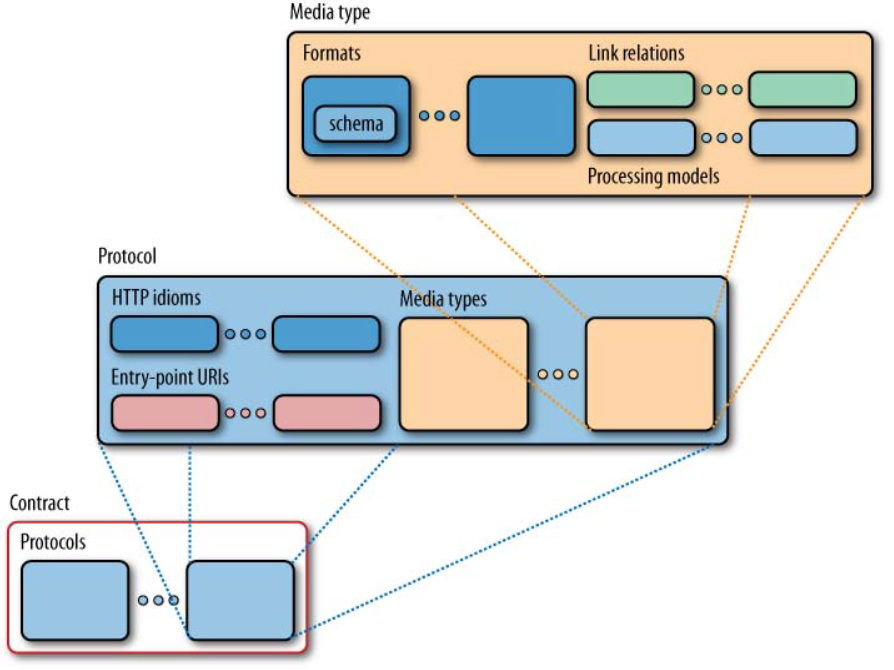 Media type
Formats
Link relations
schema
Processing models
Protocol
HTTP idioms
Media types
Entry-point URIs
Contract
Protocols